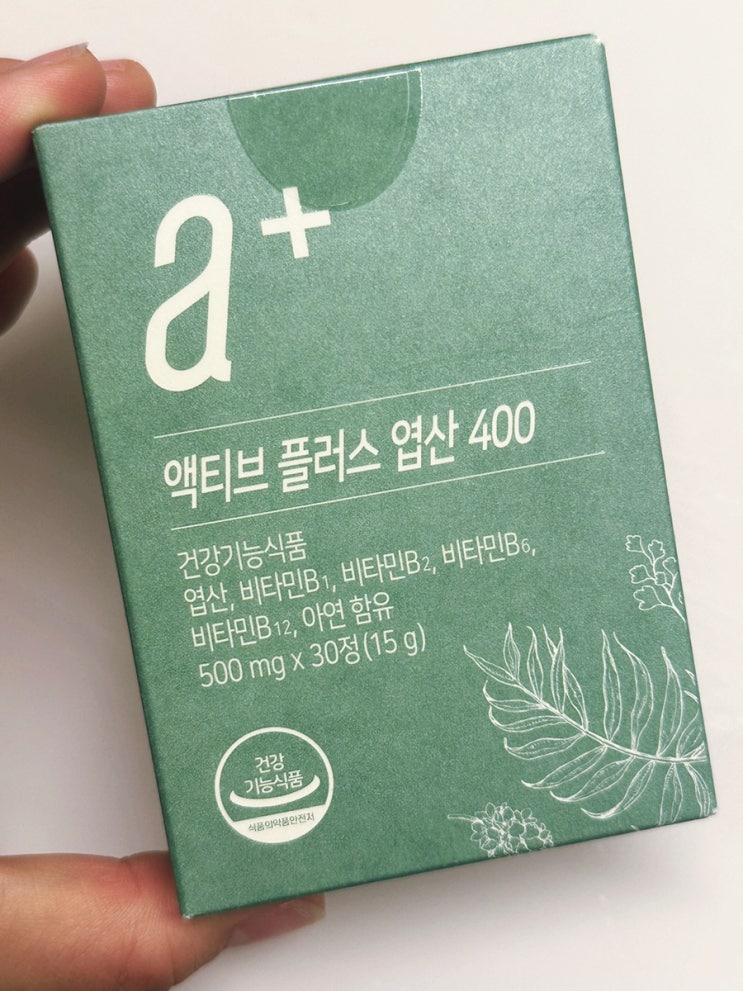 a+
액티브 플러스 엽산 400
건강기능식품
엽산, 비타민B1, 비타민B2, 비타민B6,
비타민B12, 아연 함유
500 mg x 30정(15 g)
건강
기능식품
식품의약품안전처